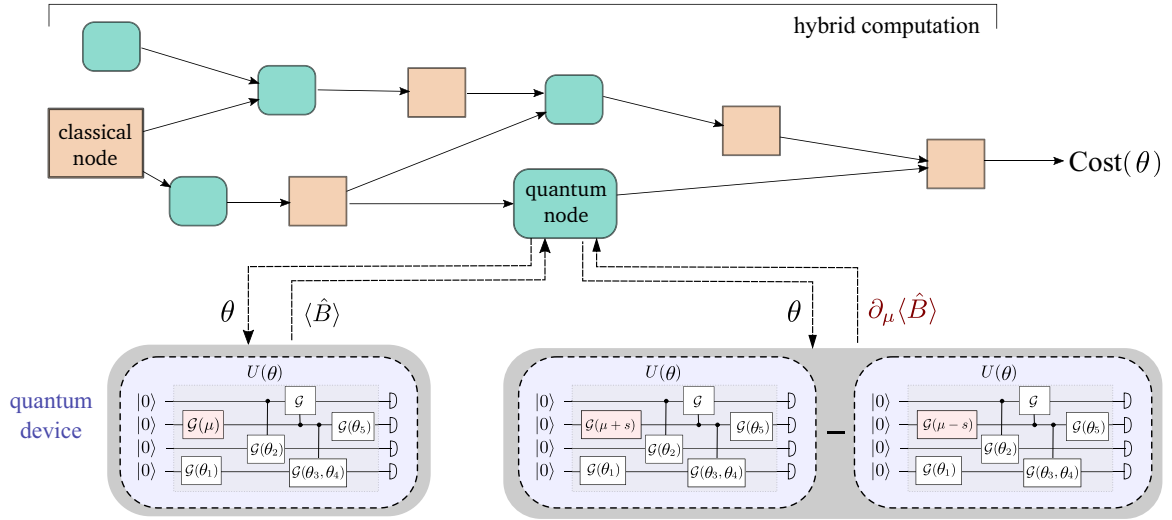 hybrid computation
classical
node
quantum
node
Cost(θ)
θ
⟨B̂⟩
θ
∂μ⟨B̂⟩
quantum
device
U(θ)
|0⟩
|0⟩
|0⟩
|0⟩
𝒢
𝒢(μ)
𝒢(θ₅)
𝒢(θ₂)
𝒢(θ₁)
𝒢(θ₃, θ₄)
U(θ)
|0⟩
|0⟩
|0⟩
|0⟩
𝒢
𝒢(μ + s)
𝒢(θ₅)
𝒢(θ₂)
𝒢(θ₁)
𝒢(θ₃, θ₄)
−
U(θ)
|0⟩
|0⟩
|0⟩
|0⟩
𝒢
𝒢(μ − s)
𝒢(θ₅)
𝒢(θ₂)
𝒢(θ₁)
𝒢(θ₃, θ₄)